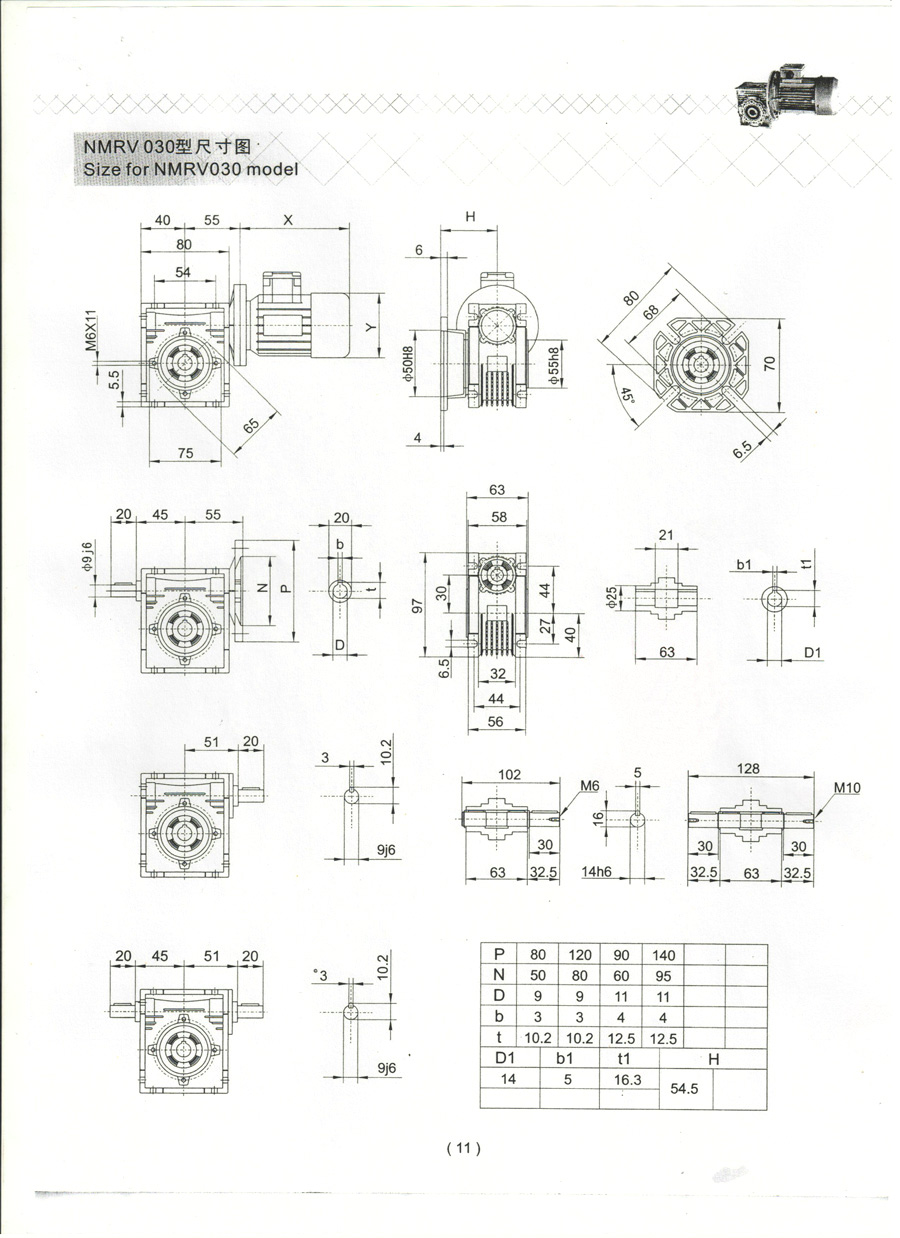 NMRV 030型尺寸图
Size for NMRV030 model
40 55 X
80
54
M6X11
5.5
75
65
Y
H
6
ф50H8
ф55h8
4
80
68
70
45°
6.5
20 45 55
ф9j6
N
P
20
b
t
D
63
58
97
30
44
27
40
6.5
32
44
56
21
ф25
63
b1
t1
D1
51 20
3
10.2
9j6
102
M6
30
63 32.5
5
16
14h6
128
M10
30 30
32.5 63 32.5
20 45 51 20
°3
10.2
9j6
P 80 120 90 140
N 50 80 60 95
D 9 9 11 11
b 3 3 4 4
t 10.2 10.2 12.5 12.5
D1 b1 t1 H
14 5 16.3 54.5
( 11 )